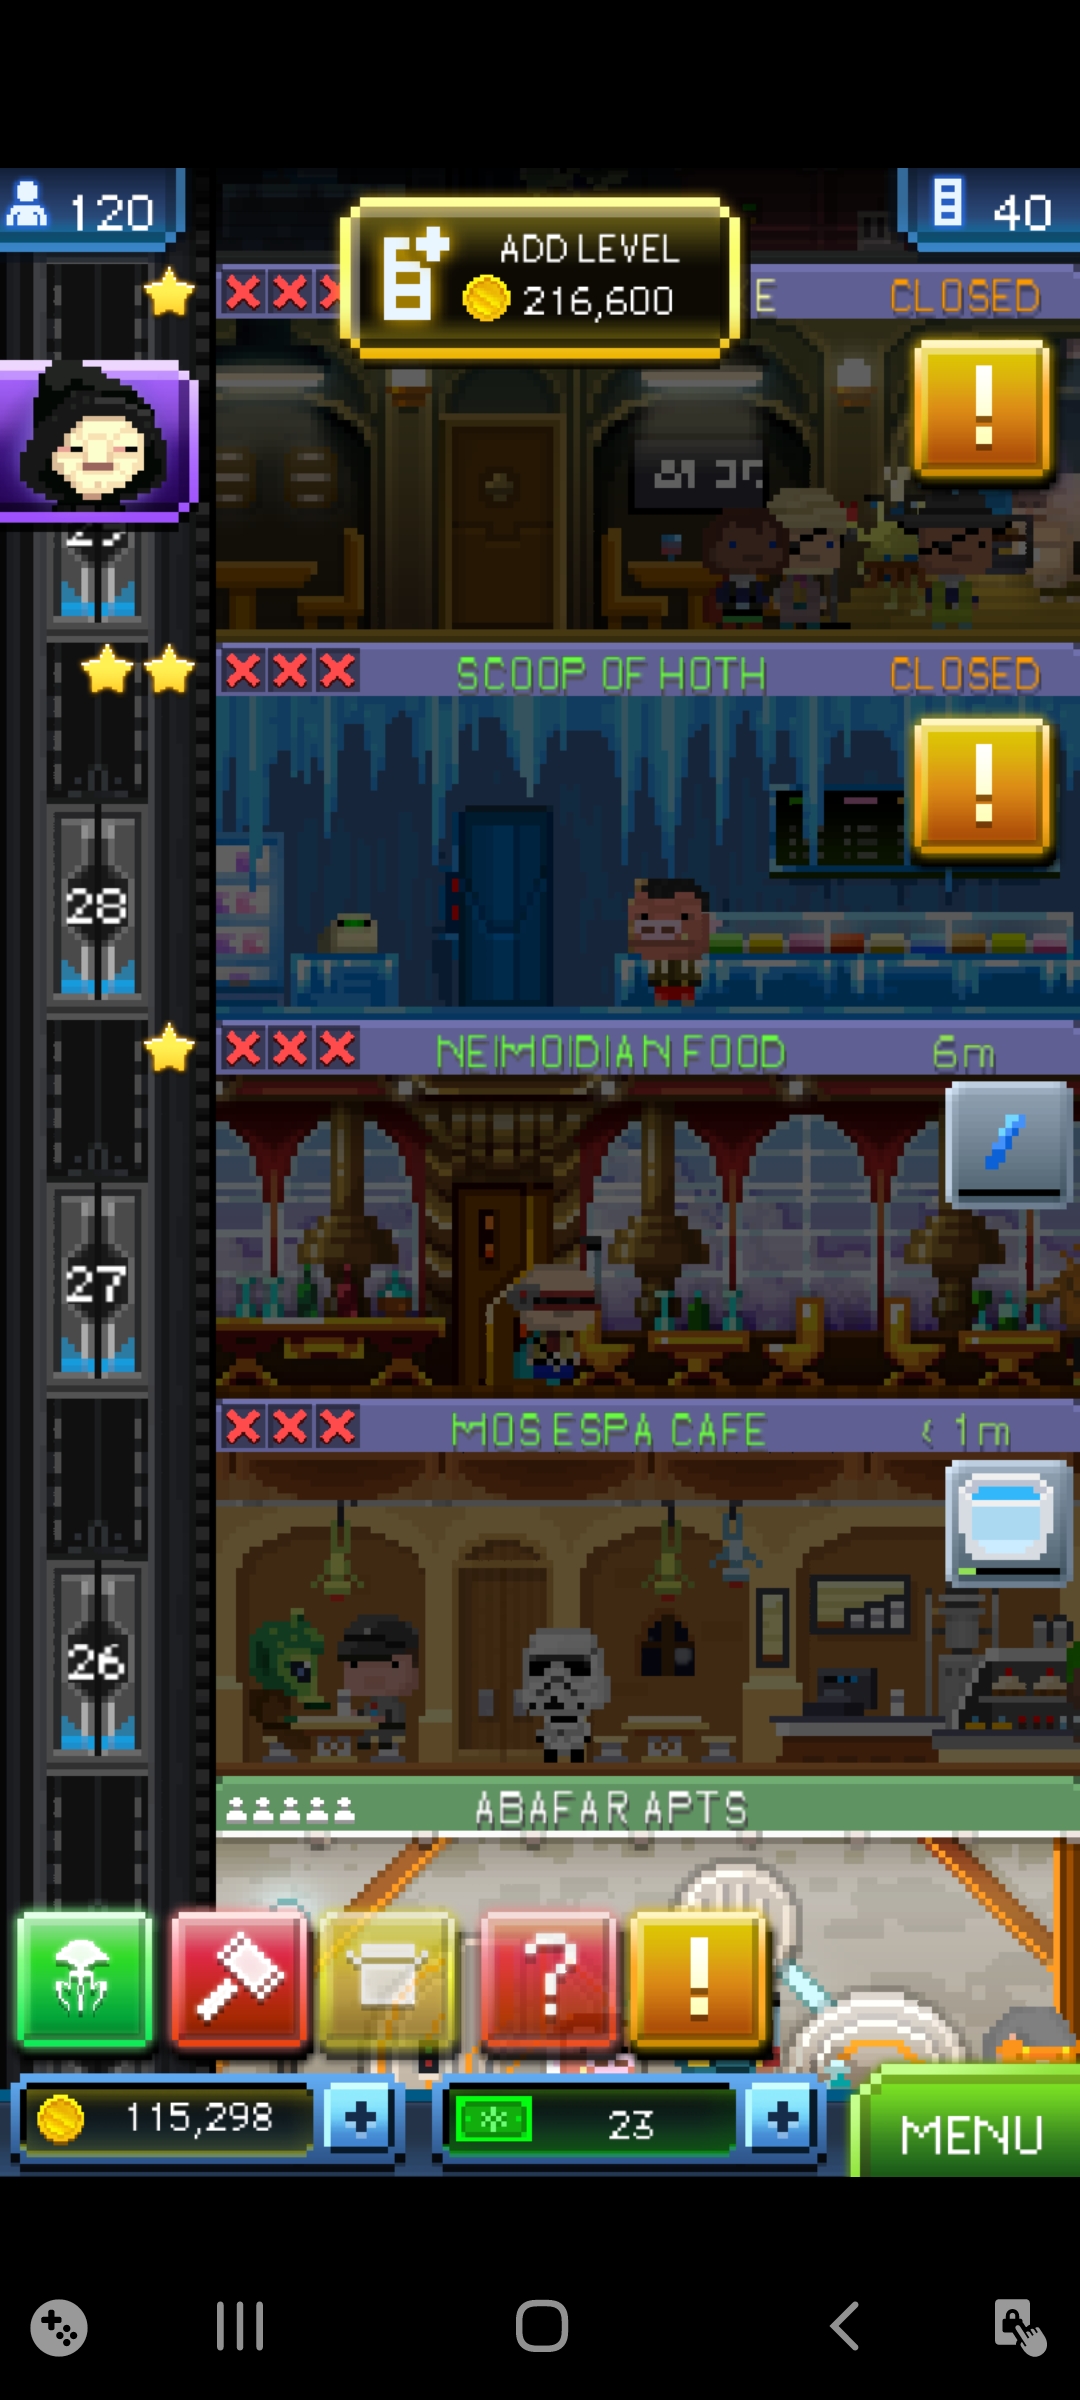 120
40
ADD LEVEL
216,600
E
CLOSED
!
SCOOP OF HOTH
CLOSED
!
28
NEIMOIDIAN FOOD
6m
27
MOS ESPA CAFE
< 1m
26
ABAFAR APTS
?
!
115,298
+
23
+
MENU